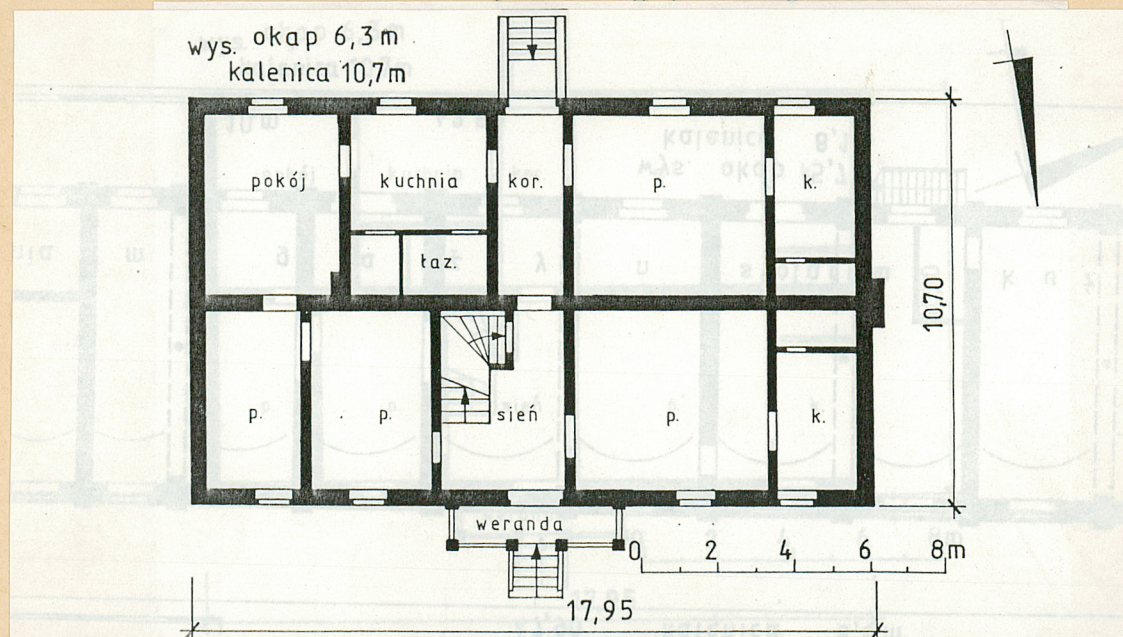 wys. okap 6,3 m
kalenica 10,7m
pokój
kuchnia
kor.
p.
k.
łaz.
10,70
p.
p.
sień
p.
k.
weranda
0 2 4 6 8m
17,95